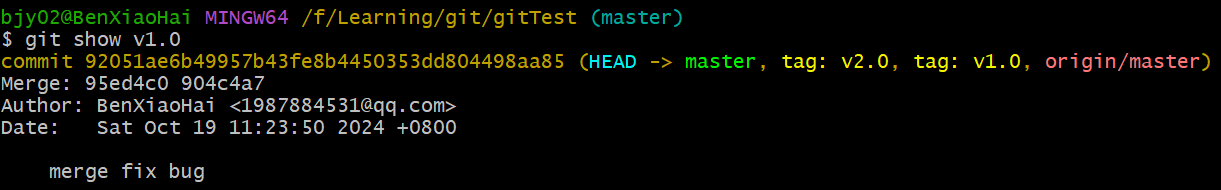 bjy02@BenXiaoHai MINGW64 /f/Learning/git/gitTest (master)
$ git show v1.0
commit 92051ae6b49957b43fe8b4450353dd804498aa85 (HEAD -> master, tag: v2.0, tag: v1.0, origin/master)
Merge: 95ed4c0 904c4a7
Author: BenXiaoHai <1987884531@qq.com>
Date:   Sat Oct 19 11:23:50 2024 +0800

    merge fix bug